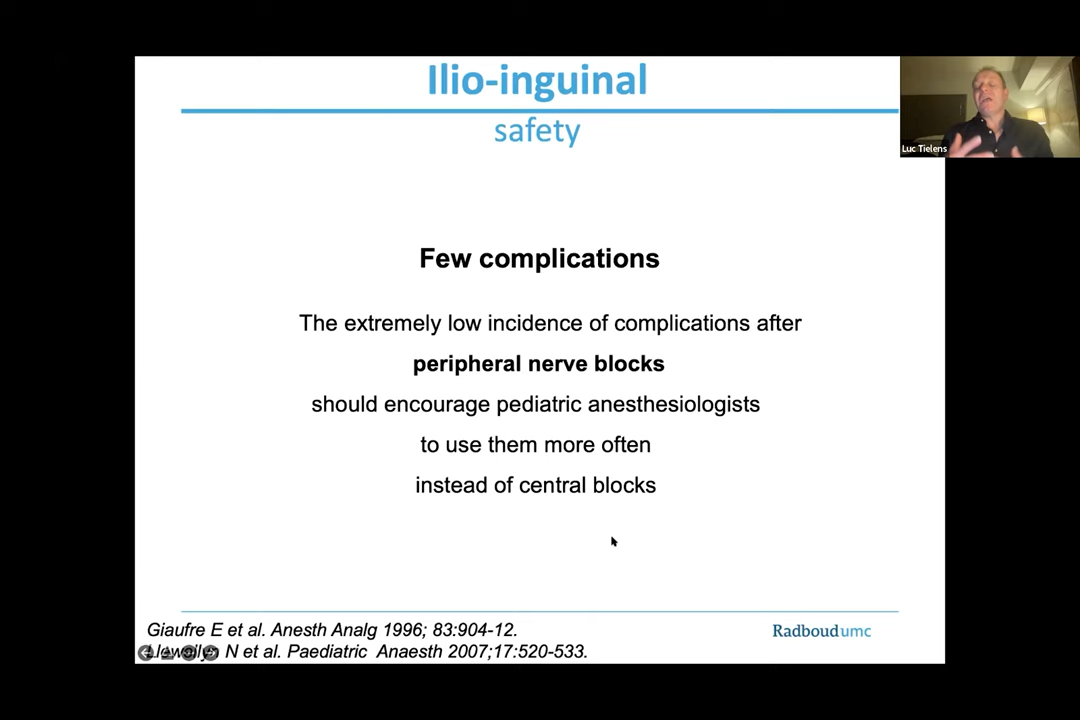 Ilio-inguinal
safety
Luc Tielens
Few complications
The extremely low incidence of complications after
peripheral nerve blocks
should encourage pediatric anesthesiologists
to use them more often
instead of central blocks
Giaufre E et al. Anesth Analg 1996; 83:904-12.
Llewellyn N et al. Paediatric Anaesth 2007;17:520-533.
Radboudumc